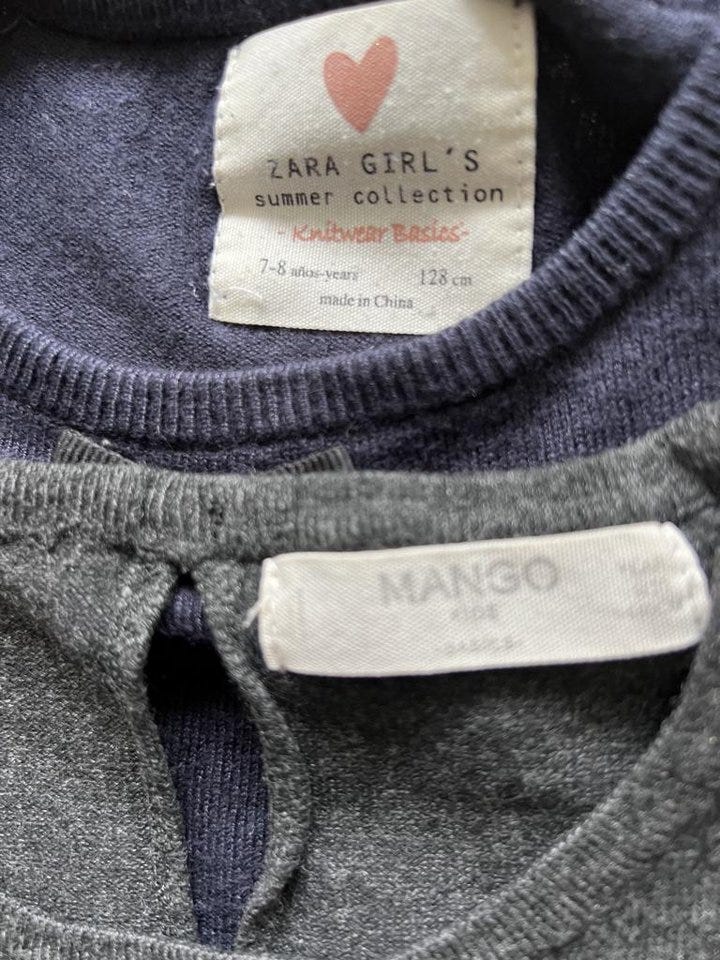 ZARA GIRL´S
summer collection
- Knitwear Basics -
7-8 años-years 128 cm
made in China
MANGO